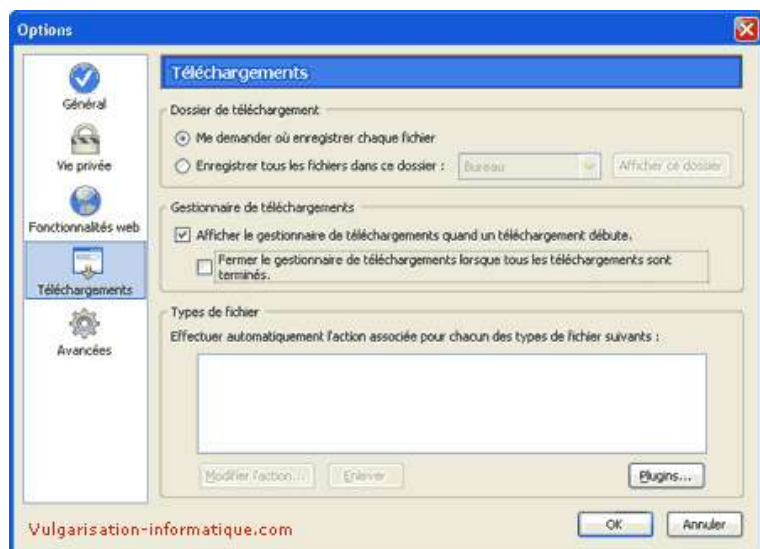 Options
Général
Vie privée
Fonctionnalités web
Téléchargements
Avancées
Téléchargements
Dossier de téléchargement
Me demander où enregistrer chaque fichier
Enregistrer tous les fichiers dans ce dossier :
Bureau
Afficher ce dossier
Gestionnaire de téléchargements
Afficher le gestionnaire de téléchargements quand un téléchargement débute.
Fermer le gestionnaire de téléchargements lorsque tous les téléchargements sont
terminés.
Types de fichier
Effectuer automatiquement l'action associée pour chacun des types de fichier suivants :
Modifier l'action...
Enlever
Plugins...
Vulgarisation-informatique.com
OK
Annuler